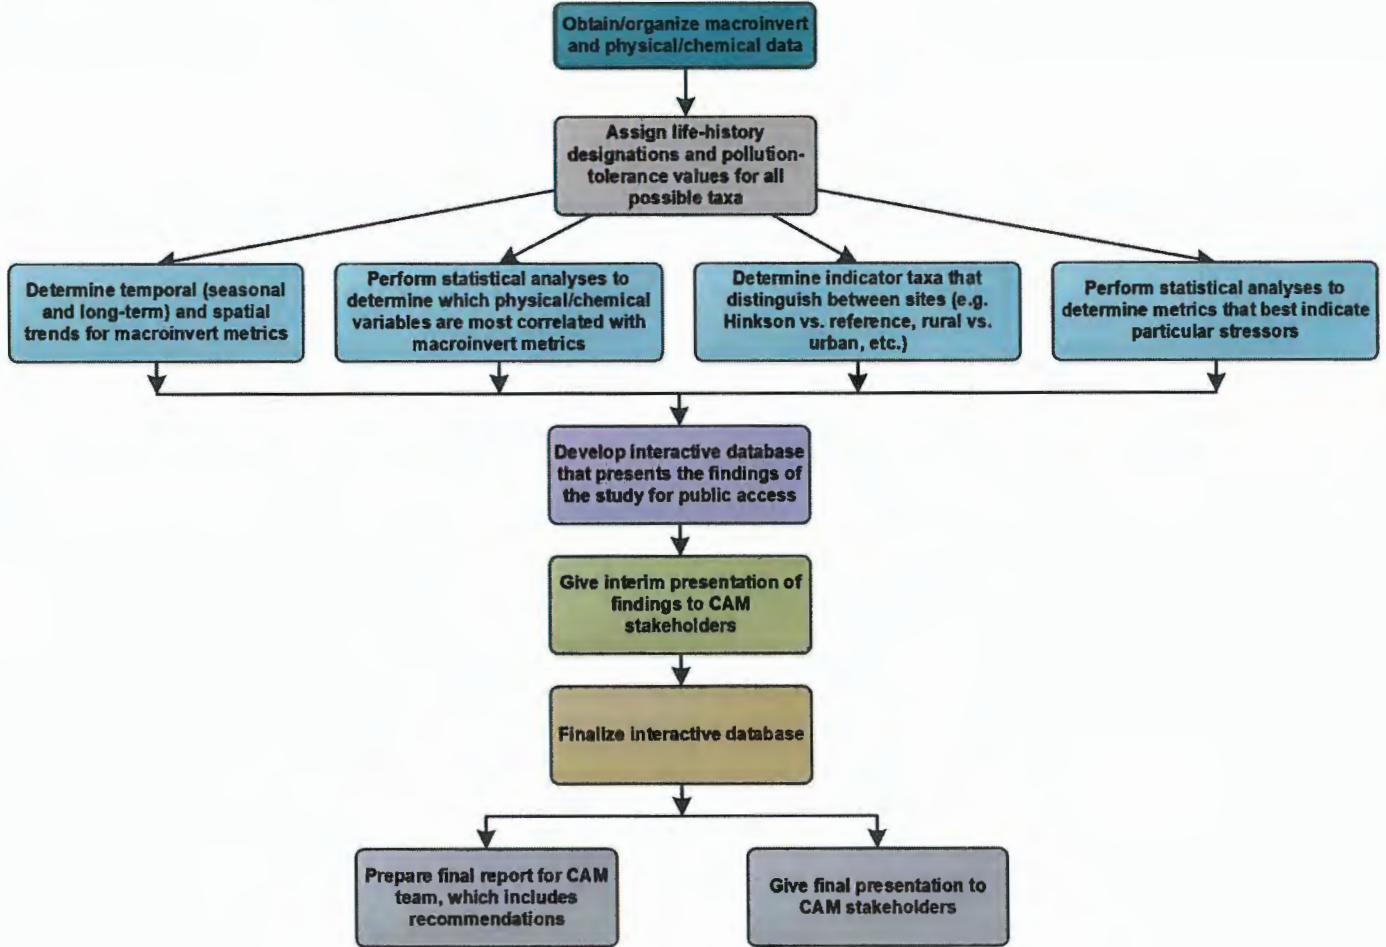 Obtain/organize macroinvert
and physical/chemical data
Assign life-history
designations and pollution-
tolerance values for all
possible taxa
Determine temporal (seasonal
and long-term) and spatial
trends for macroinvert metrics
Perform statistical analyses to
determine which physical/chemical
variables are most correlated with
macroinvert metrics
Determine indicator taxa that
distinguish between sites (e.g.
Hinkson vs. reference, rural vs.
urban, etc.)
Perform statistical analyses to
determine metrics that best indicate
particular stressors
Develop interactive database
that presents the findings of
the study for public access
Give interim presentation of
findings to CAM
stakeholders
Finalize interactive database
Prepare final report for CAM
team, which includes
recommendations
Give final presentation to
CAM stakeholders